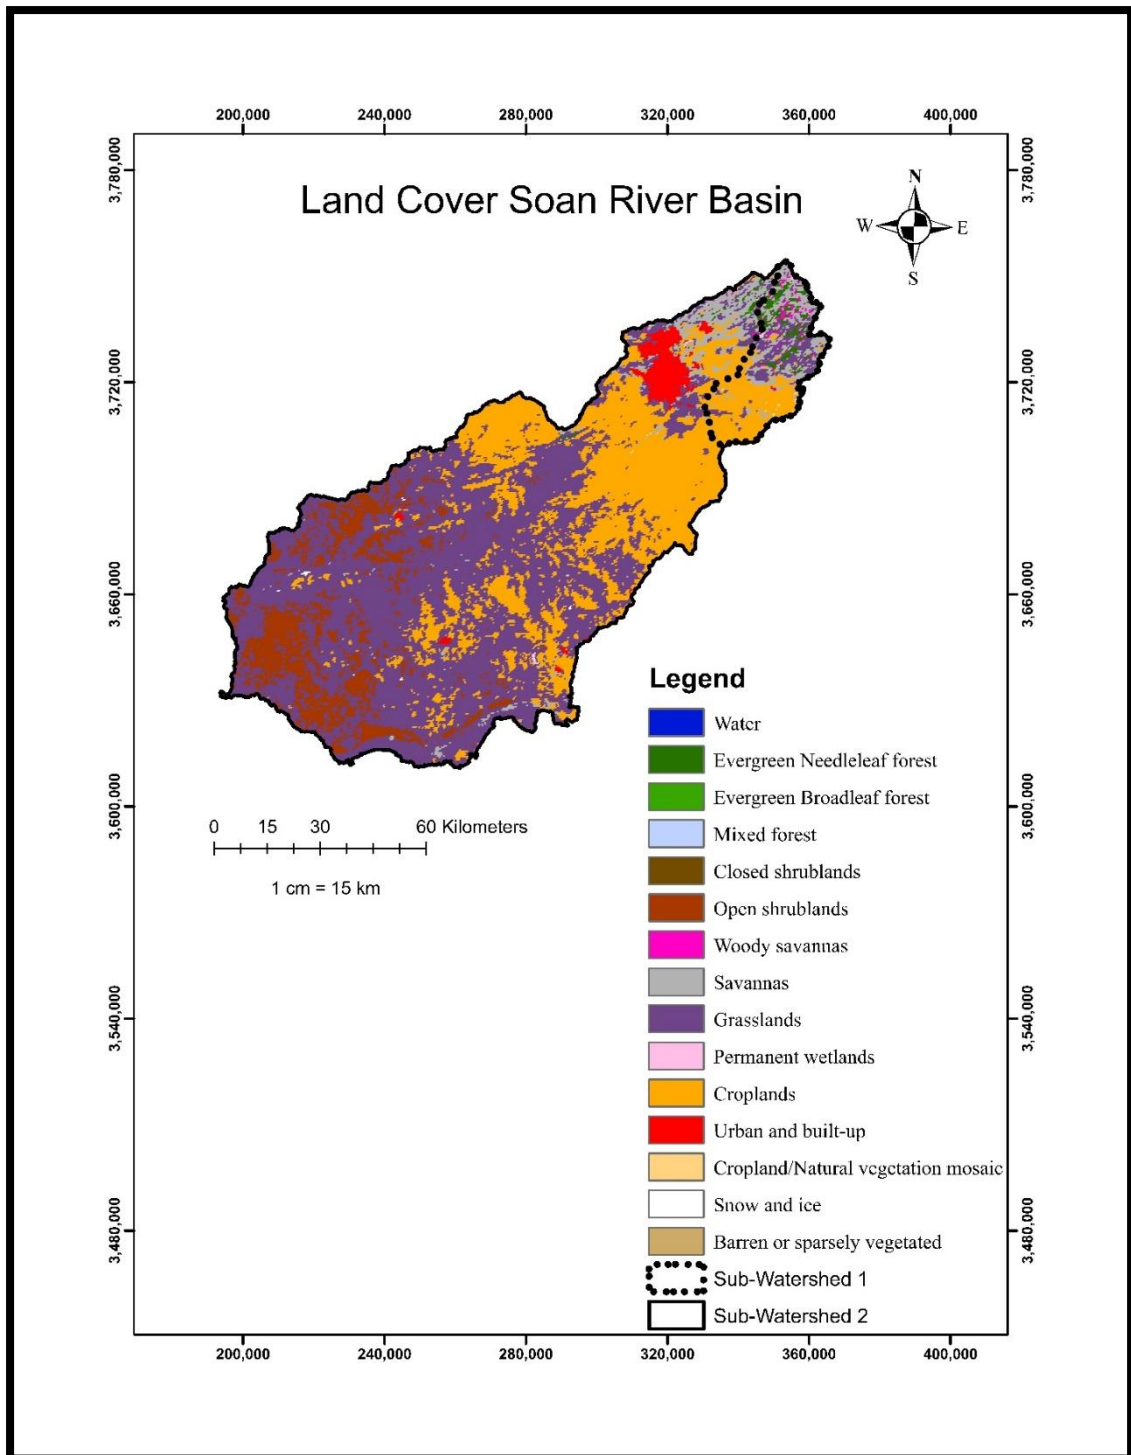 200,000 240,000 280,000 320,000 360,000 400,000
3,780,000 3,780,000
Land Cover Soan River Basin
N
W E
S
3,720,000 3,720,000
3,660,000 3,660,000
Legend
Water
Evergreen Needleleaf forest
Evergreen Broadleaf forest
3,600,000 3,600,000
0 15 30 60 Kilometers
Mixed forest
Closed shrublands
1 cm = 15 km
Open shrublands
Woody savannas
Savannas
Grasslands
3,540,000 3,540,000
Permanent wetlands
Croplands
Urban and built-up
Cropland/Natural vegetation mosaic
Snow and ice
3,480,000 3,480,000
Barren or sparsely vegetated
Sub-Watershed 1
Sub-Watershed 2
200,000 240,000 280,000 320,000 360,000 400,000